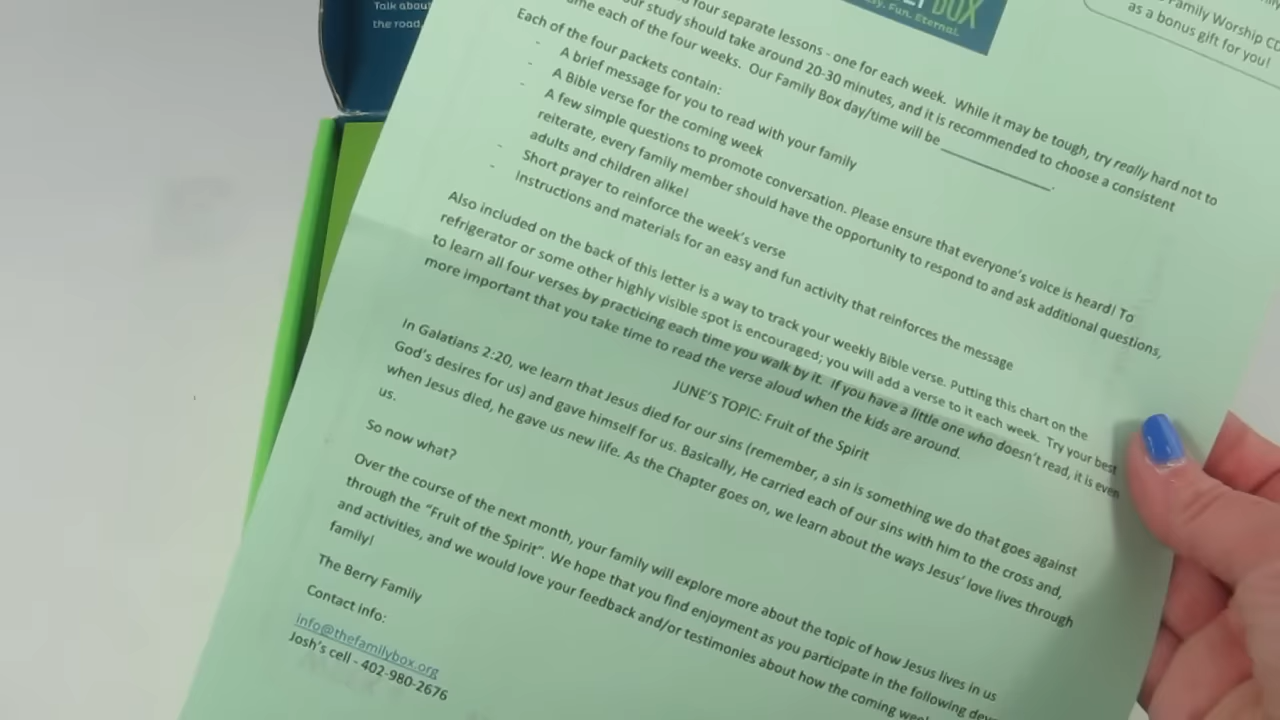 Talk about
the road.
BOX
Easy. Fun. Eternal.
Family Worship CD
as a bonus gift for you!
four separate lessons - one for each week. While it may be tough, try really hard not to
our study should take around 20-30 minutes, and it is recommended to choose a consistent
each of the four weeks. Our Family Box day/time will be ____________.
Each of the four packets contain:
- A brief message for you to read with your family
- A Bible verse for the coming week
- A few simple questions to promote conversation. Please ensure that everyone's voice is heard! To
reiterate, every family member should have the opportunity to respond to and ask additional questions,
adults and children alike!
- Short prayer to reinforce the week's verse
- Instructions and materials for an easy and fun activity that reinforces the message
Also included on the back of this letter is a way to track your weekly Bible verse. Putting this chart on the
refrigerator or some other highly visible spot is encouraged; you will add a verse to it each week. Try your best
to learn all four verses by practicing each time you walk by it. If you have a little one who doesn't read, it is even
more important that you take time to read the verse aloud when the kids are around.
JUNE'S TOPIC: Fruit of the Spirit
In Galatians 2:20, we learn that Jesus died for our sins (remember, a sin is something we do that goes against
God's desires for us) and gave himself for us. Basically, He carried each of our sins with him to the cross and,
when Jesus died, he gave us new life. As the Chapter goes on, we learn about the ways Jesus' love lives through
us.
So now what?
Over the course of the next month, your family will explore more about the topic of how Jesus lives in us
through the "Fruit of the Spirit". We hope that you find enjoyment as you participate in the following
and activities, and we would love your feedback and/or testimonies about how the coming
family!
The Berry Family
Contact info:
info@thefamilybox.org
Josh's cell - 402-980-2676